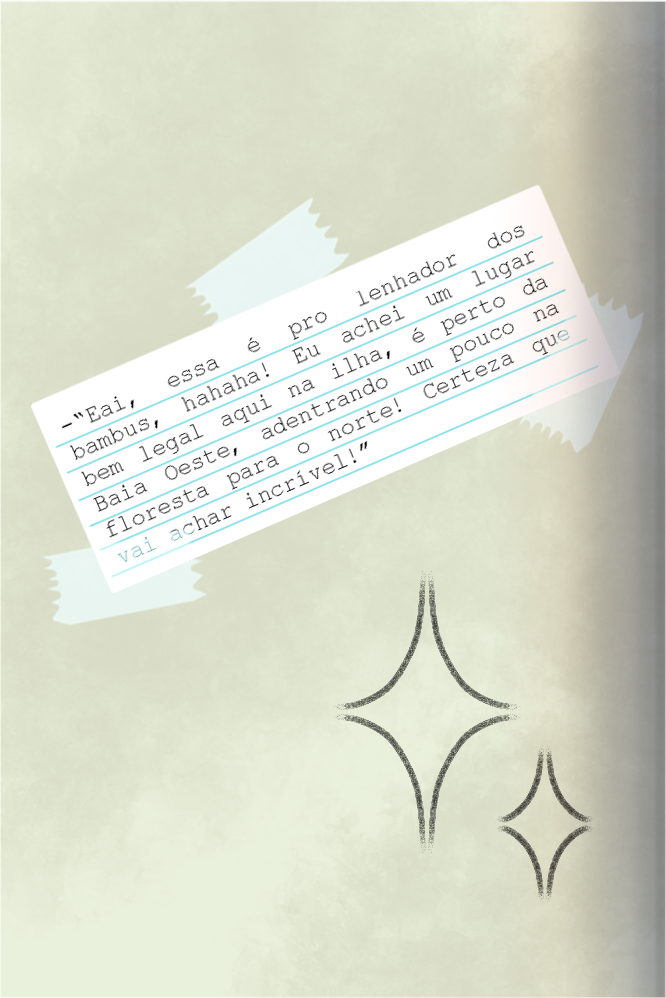 -“Eai, essa é pro lenhador dos
bambus, hahaha! Eu achei um lugar
bem legal aqui na ilha, é perto da
Baia Oeste, adentrando um pouco na
floresta para o norte! Certeza que
vai achar incrível!”